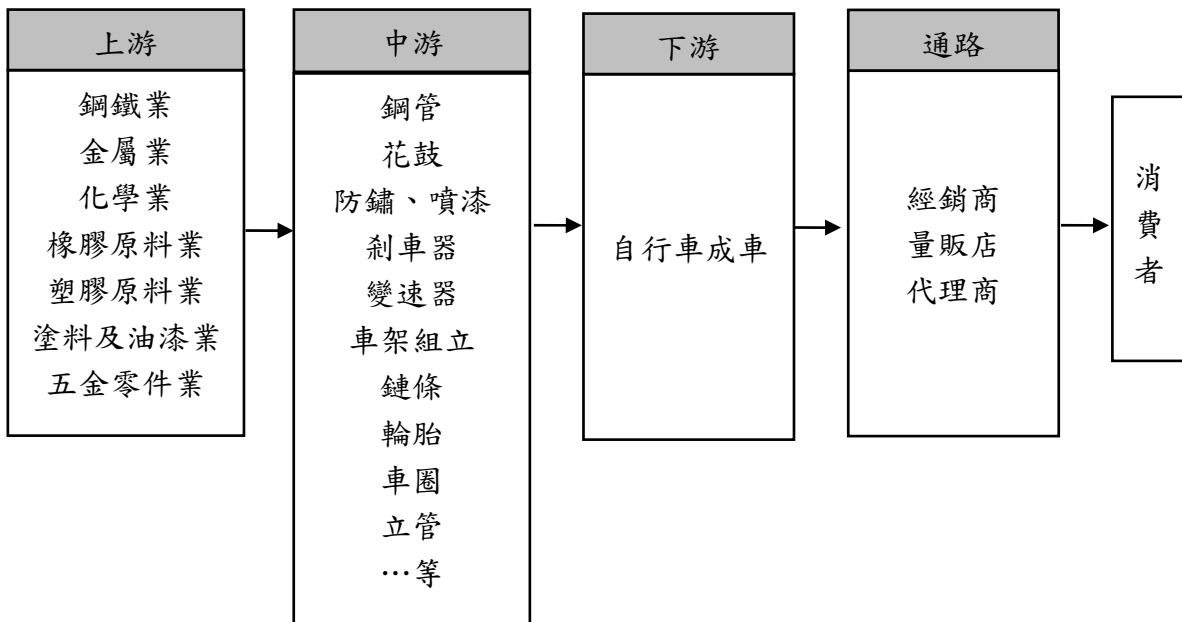 上游
鋼鐵業
金屬業
化學業
橡膠原料業
塑膠原料業
塗料及油漆業
五金零件業
中游
鋼管
花鼓
防鏽、噴漆
剎車器
變速器
車架組立
鏈條
輪胎
車圈
立管
…等
下游
自行車成車
通路
經銷商
量販店
代理商
消
費
者